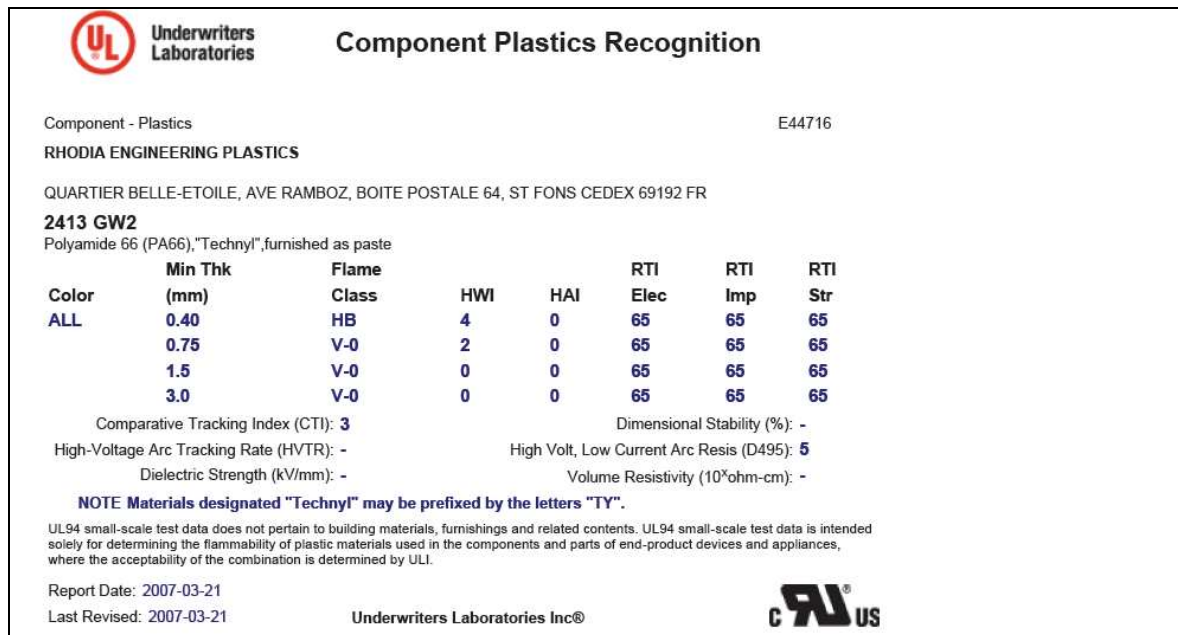 UL ®
Underwriters
Laboratories
Component Plastics Recognition
Component - Plastics E44716
RHODIA ENGINEERING PLASTICS
QUARTIER BELLE-ETOILE, AVE RAMBOZ, BOITE POSTALE 64, ST FONS CEDEX 69192 FR
2413 GW2
Polyamide 66 (PA66),"Technyl",furnished as paste
Min Thk Flame RTI RTI RTI
Color (mm) Class HWI HAI Elec Imp Str
ALL 0.40 HB 4 0 65 65 65
0.75 V-0 2 0 65 65 65
1.5 V-0 0 0 65 65 65
3.0 V-0 0 0 65 65 65
Comparative Tracking Index (CTI): 3 Dimensional Stability (%): -
High-Voltage Arc Tracking Rate (HVTR): - High Volt, Low Current Arc Resis (D495): 5
Dielectric Strength (kV/mm): - Volume Resistivity (10ˣohm-cm): -
NOTE Materials designated "Technyl" may be prefixed by the letters "TY".
UL94 small-scale test data does not pertain to building materials, furnishings and related contents. UL94 small-scale test data is intended
solely for determining the flammability of plastic materials used in the components and parts of end-product devices and appliances,
where the acceptability of the combination is determined by ULI.
Report Date: 2007-03-21
Last Revised: 2007-03-21 Underwriters Laboratories Inc® c RU ® US